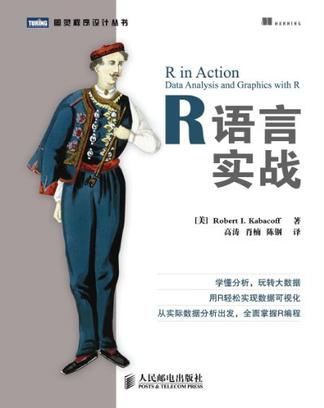 TURING 图灵程序设计丛书
MANNING
R in Action
Data Analysis and Graphics with R
R语言
实战
[美] Robert I. Kabacoff 著
高涛 肖楠 陈钢 译
学懂分析,玩转大数据
用R轻松实现数据可视化
从实际数据分析出发,全面掌握R编程
人民邮电出版社
POSTS & TELECOM PRESS